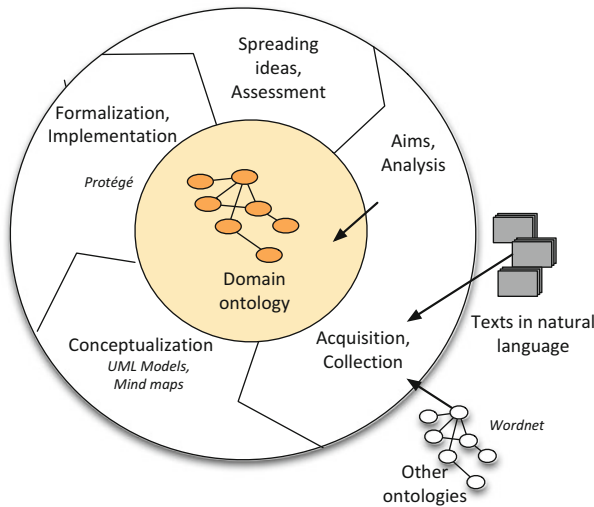 Spreading
ideas,
Assessment
Formalization,
Implementation
Protégé
Aims,
Analysis
Domain
ontology
Conceptualization
UML Models,
Mind maps
Acquisition,
Collection
Texts in natural
language
Wordnet
Other
ontologies